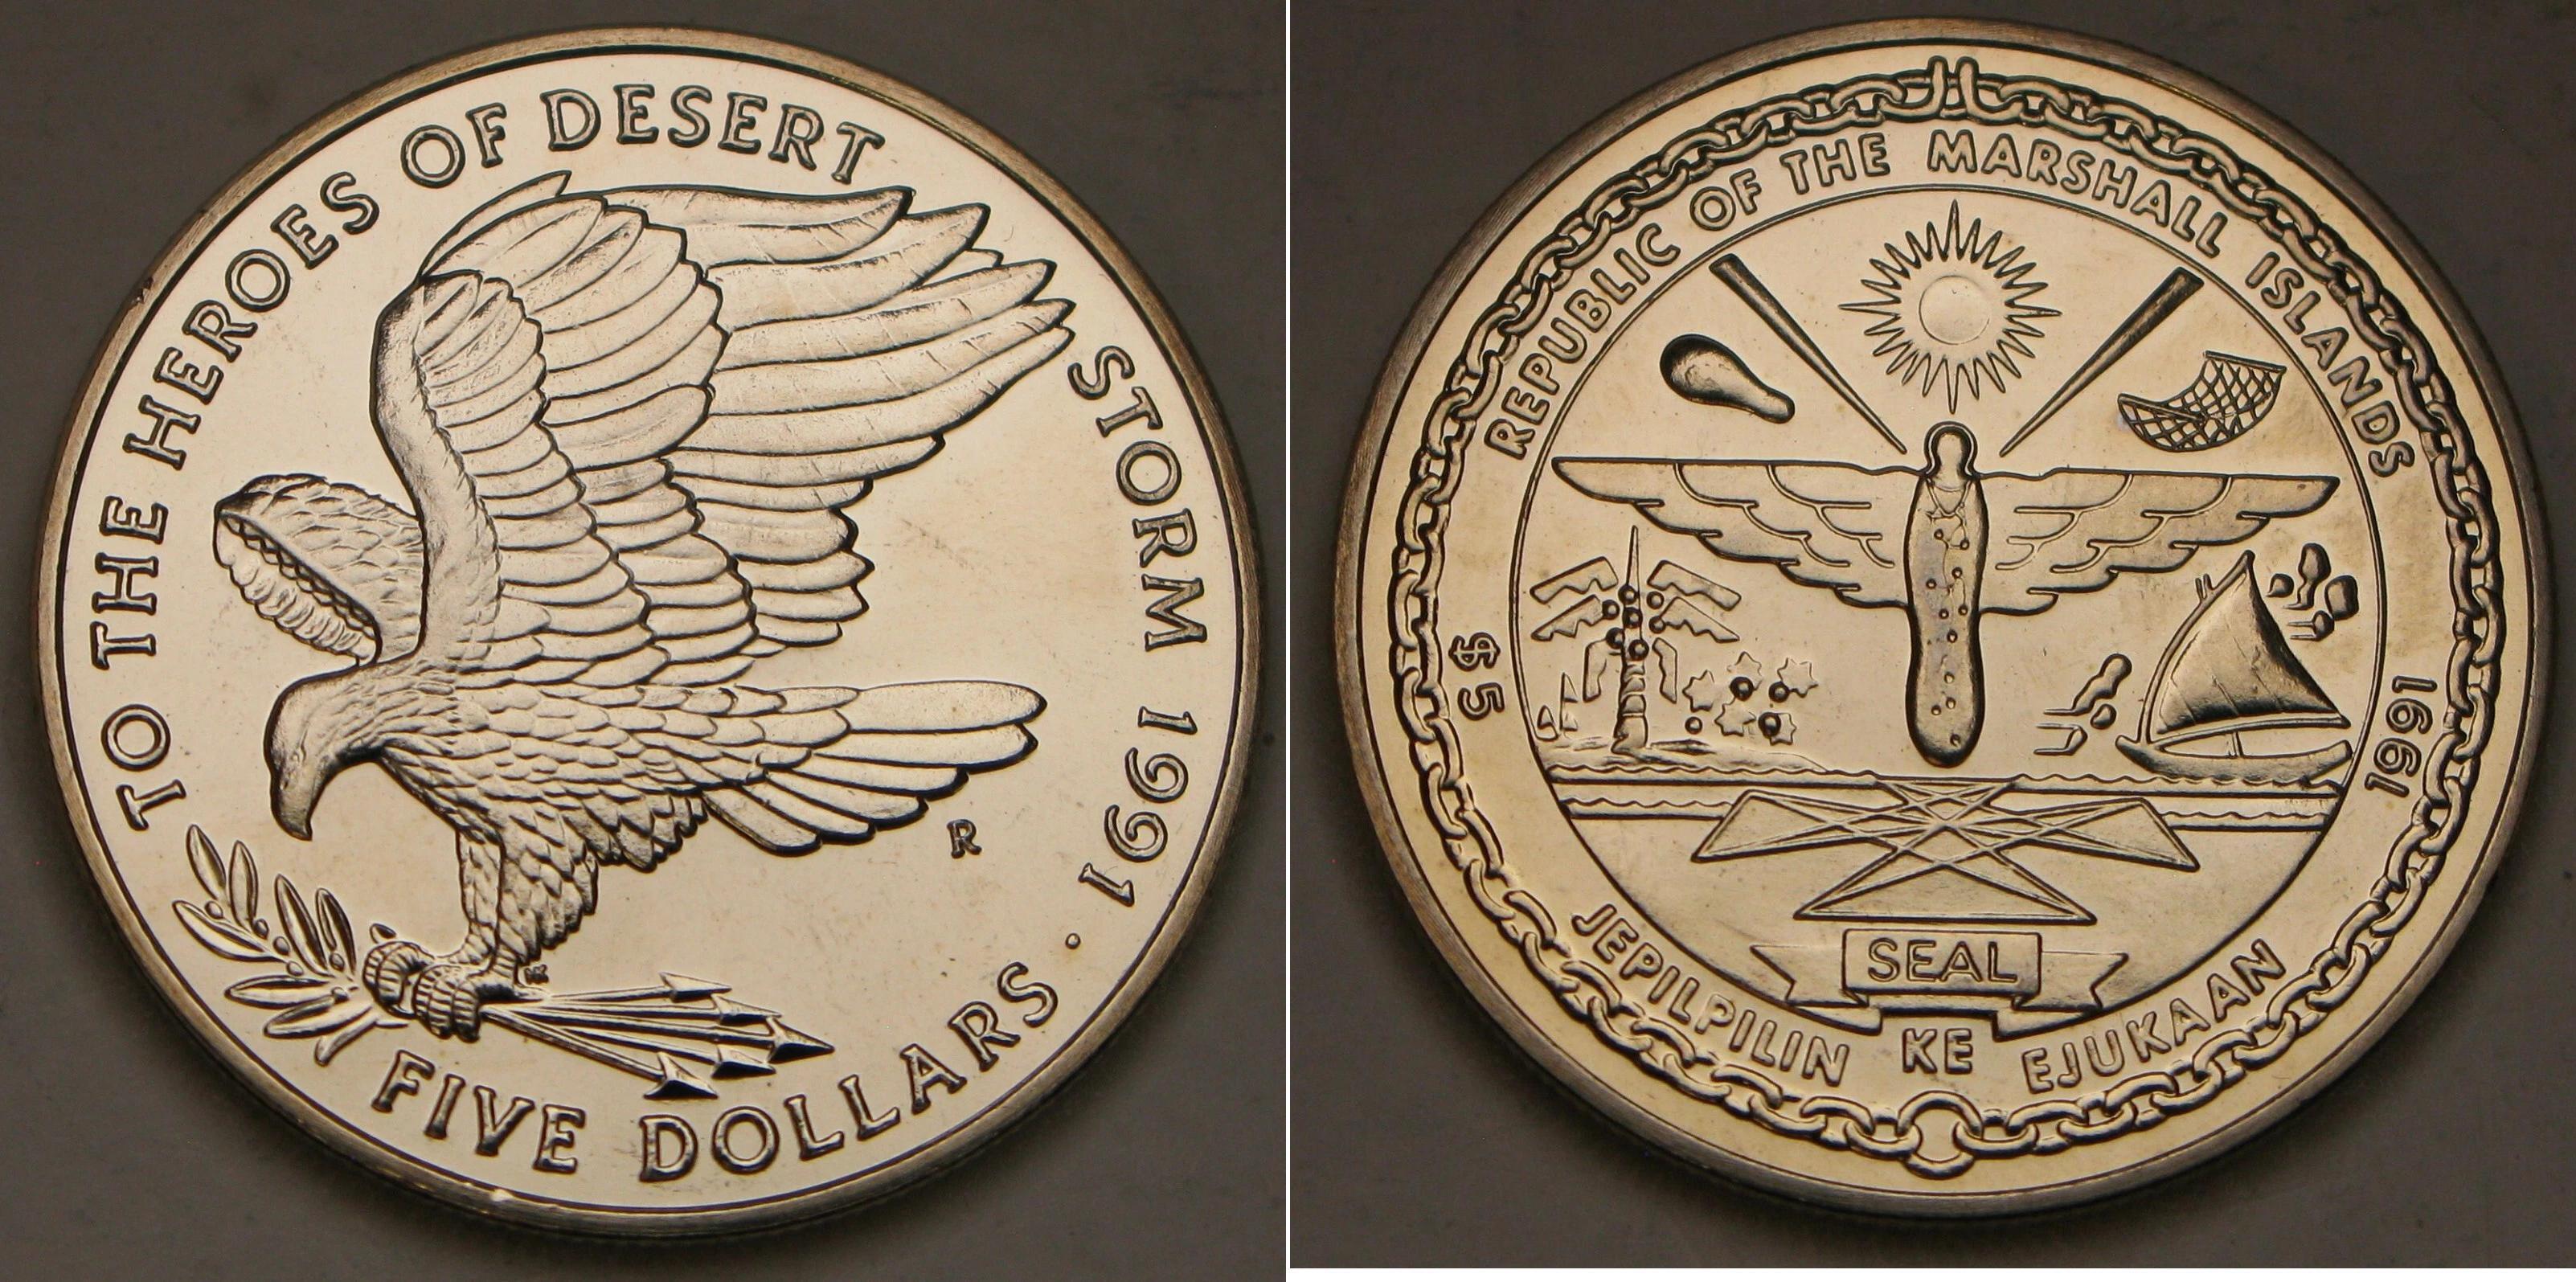 TO THE HEROES OF DESERT STORM 1991 .
FIVE DOLLARS
R
REPUBLIC OF THE MARSHALL ISLANDS
$5
1991
SEAL
JEPILPILIN KE EJUKAAN